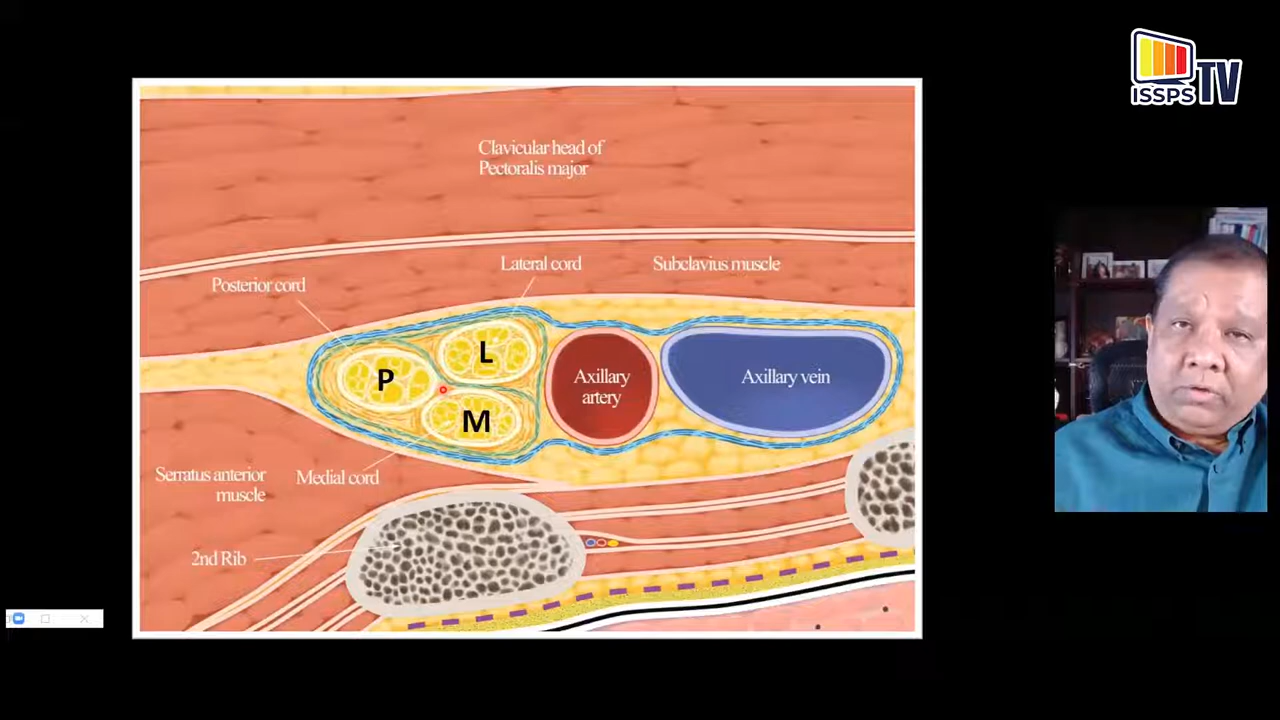 ISSPS TV
Clavicular head of
Pectoralis major
Lateral cord
Subclavius muscle
Posterior cord
L
P
M
Axillary
artery
Axillary vein
Serratus anterior
muscle
Medial cord
2nd Rib